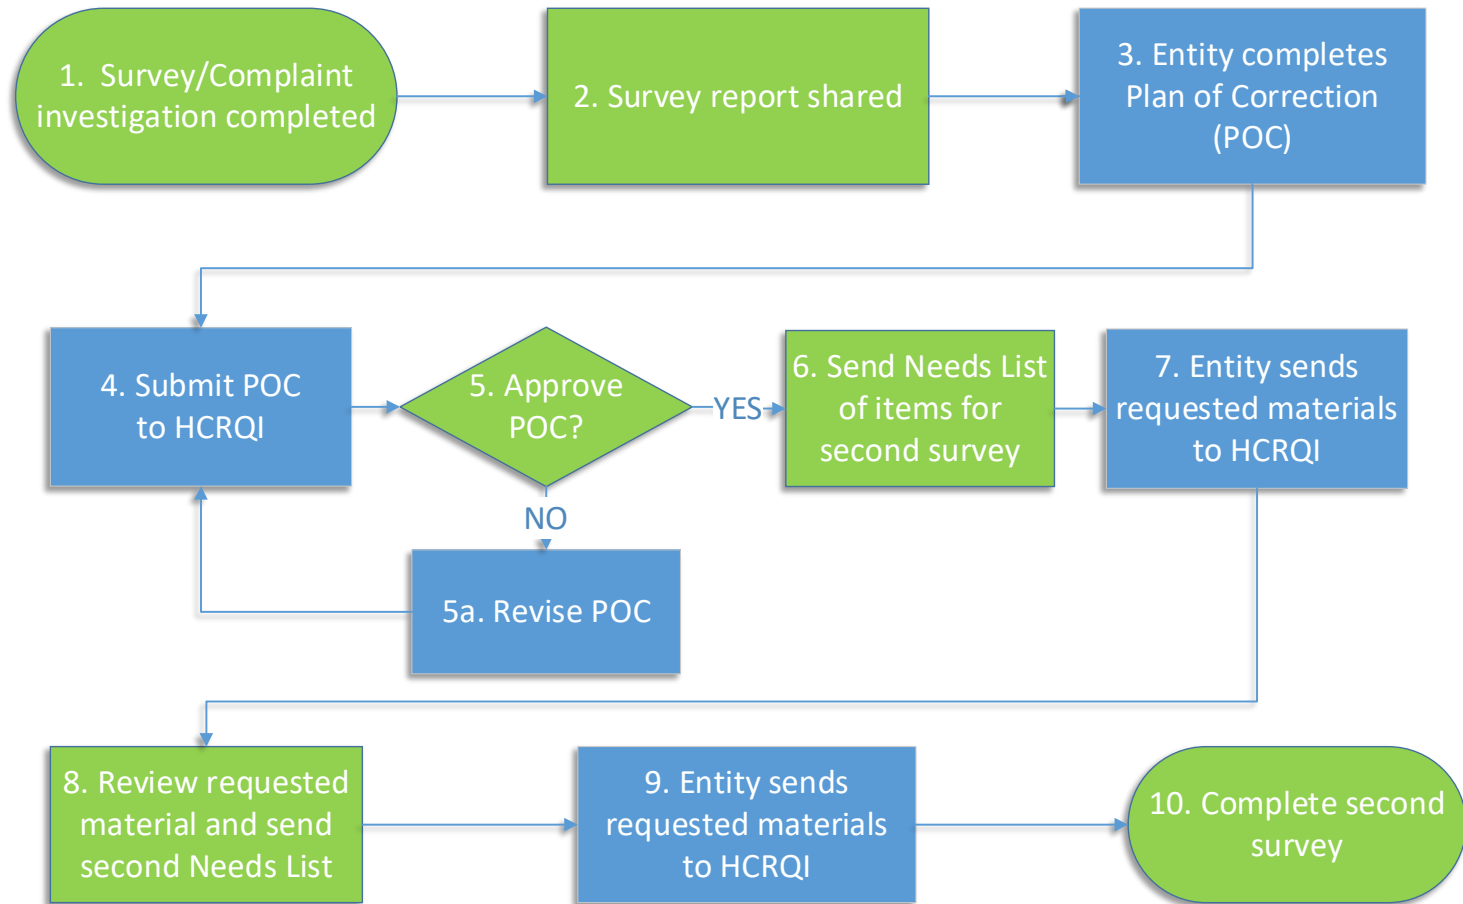 1. Survey/Complaint
investigation completed
2. Survey report shared
3. Entity completes
Plan of Correction
(POC)
4. Submit POC
to HCRQI
5. Approve
POC?
YES
6. Send Needs List
of items for
second survey
7. Entity sends
requested materials
to HCRQI
NO
5a. Revise POC
8. Review requested
material and send
second Needs List
9. Entity sends
requested materials
to HCRQI
10. Complete second
survey